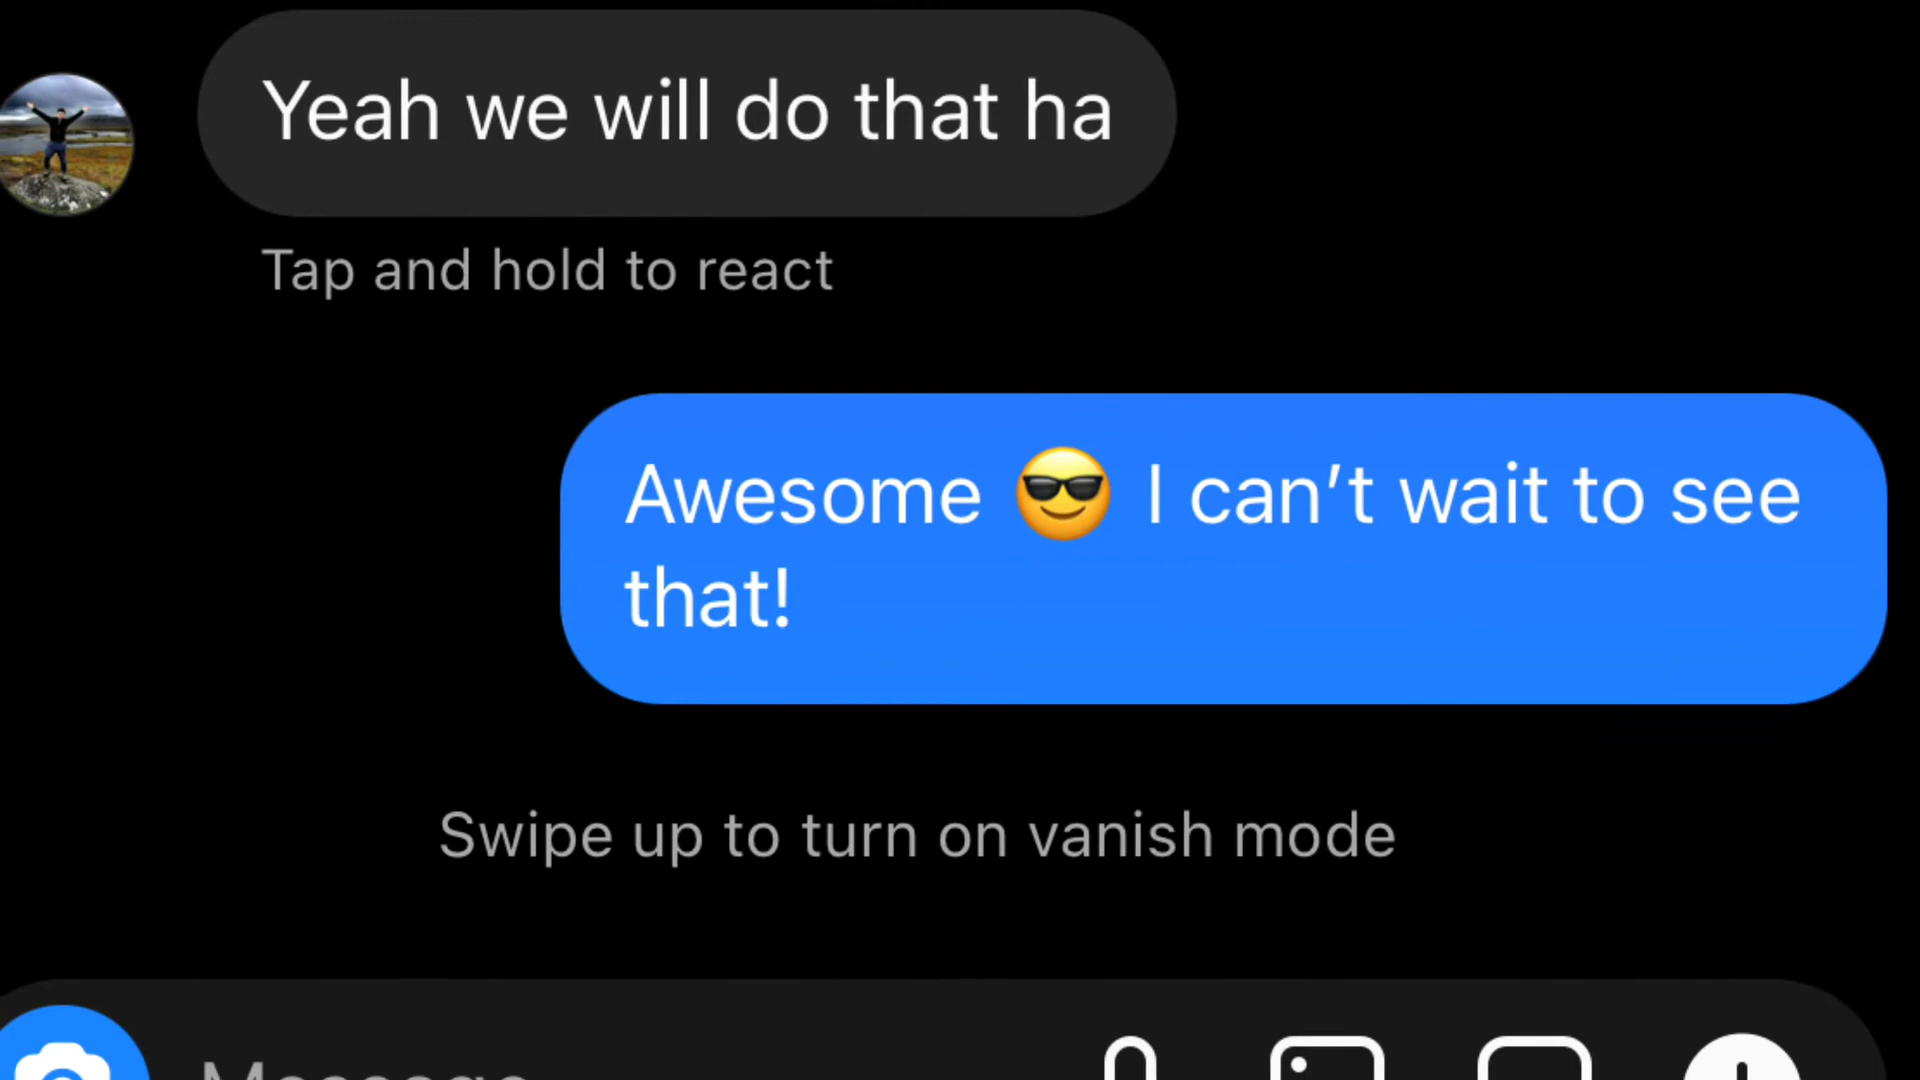 Yeah we will do that ha
Tap and hold to react
Awesome 😎 I can’t wait to see
that!
Swipe up to turn on vanish mode
Message